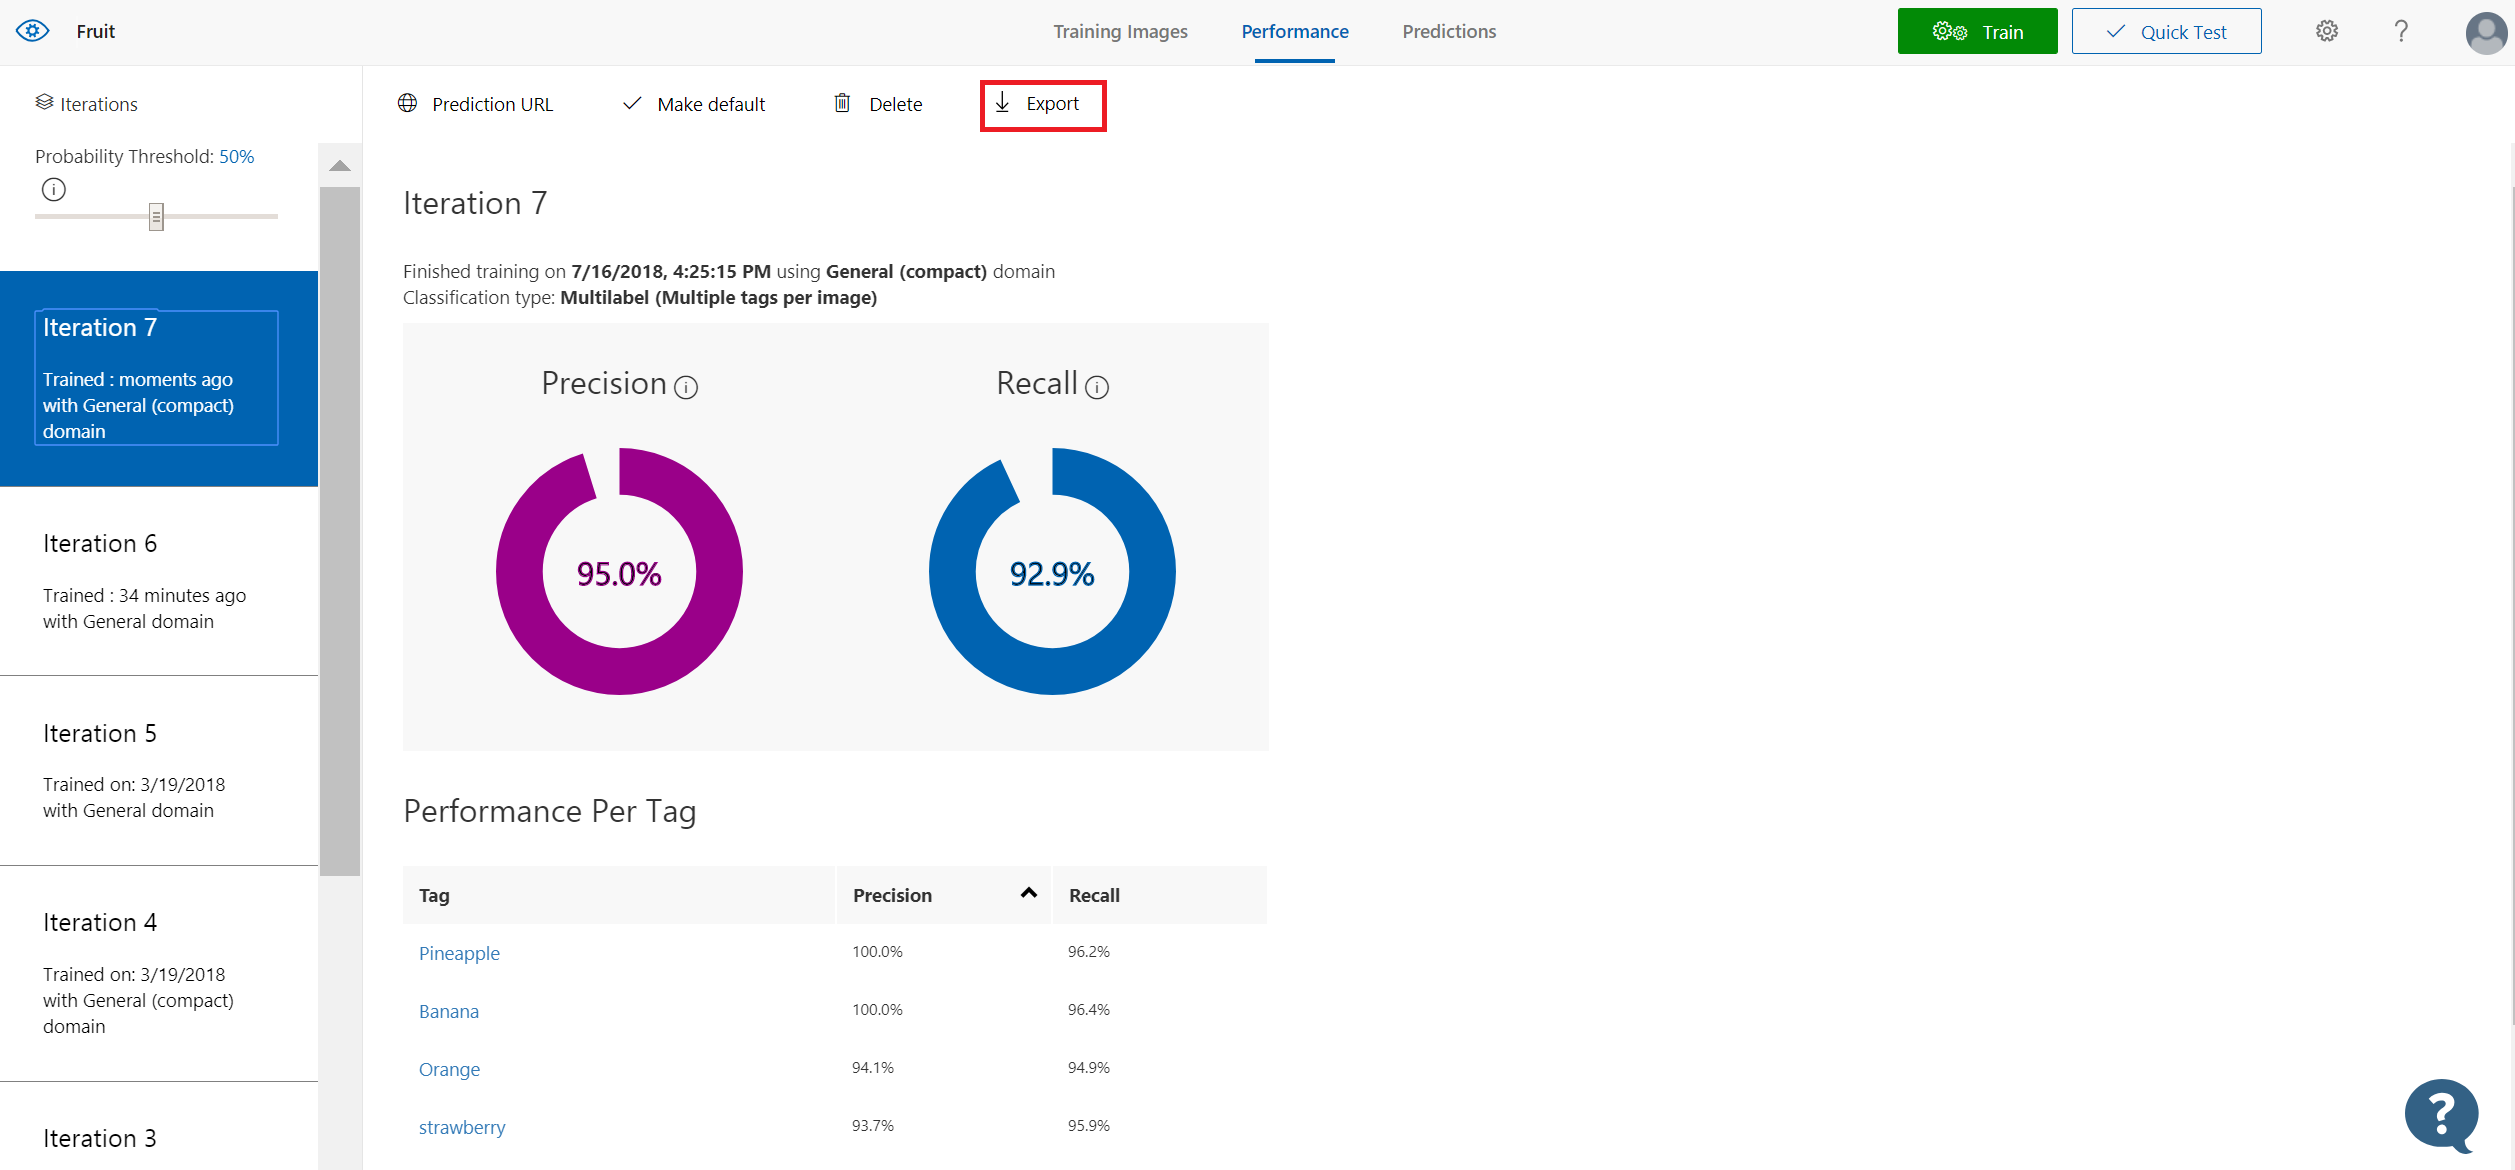 Fruit
Training Images
Performance
Predictions
Train
Quick Test
?
Iterations
Probability Threshold: 50%
i
Iteration 7
Trained : moments ago
with General (compact)
domain
Iteration 6
Trained : 34 minutes ago
with General domain
Iteration 5
Trained on: 3/19/2018
with General domain
Iteration 4
Trained on: 3/19/2018
with General (compact)
domain
Iteration 3
Prediction URL
Make default
Delete
Export
Iteration 7
Finished training on 7/16/2018, 4:25:15 PM using General (compact) domain
Classification type: Multilabel (Multiple tags per image)
Precision i
Recall i
95.0%
92.9%
Performance Per Tag
Tag Precision Recall
Pineapple 100.0% 96.2%
Banana 100.0% 96.4%
Orange 94.1% 94.9%
strawberry 93.7% 95.9%
?